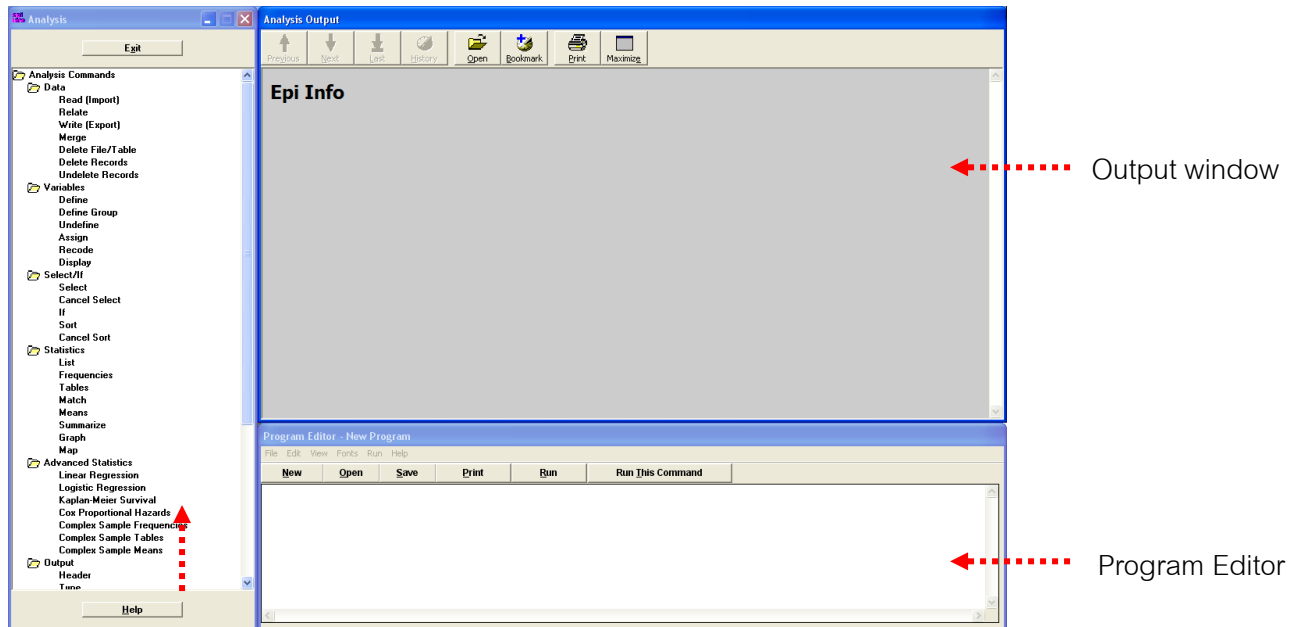 Analysis
Exit
Analysis Commands
Data
Read (Import)
Relate
Write (Export)
Merge
Delete File/Table
Delete Records
Undelete Records
Variables
Define
Define Group
Undefine
Assign
Recode
Display
Select/If
Select
Cancel Select
If
Sort
Cancel Sort
Statistics
List
Frequencies
Tables
Match
Means
Summarize
Graph
Map
Advanced Statistics
Linear Regression
Logistic Regression
Kaplan-Meier Survival
Cox Proportional Hazards
Complex Sample Frequencies
Complex Sample Tables
Complex Sample Means
Output
Header
Type
Help
Analysis Output
Previous Next Last History Open Bookmark Print Maximize
Epi Info
Output window
Program Editor - New Program
File Edit View Fonts Run Help
New Open Save Print Run Run This Command
Program Editor